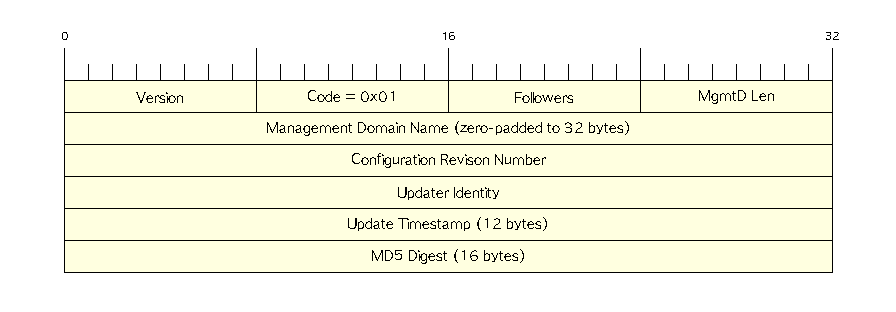 0 16 32
Version Code = 0x01 Followers MgmtD Len
Management Domain Name (zero-padded to 32 bytes)
Configuration Revison Number
Updater Identity
Update Timestamp (12 bytes)
MD5 Digest (16 bytes)